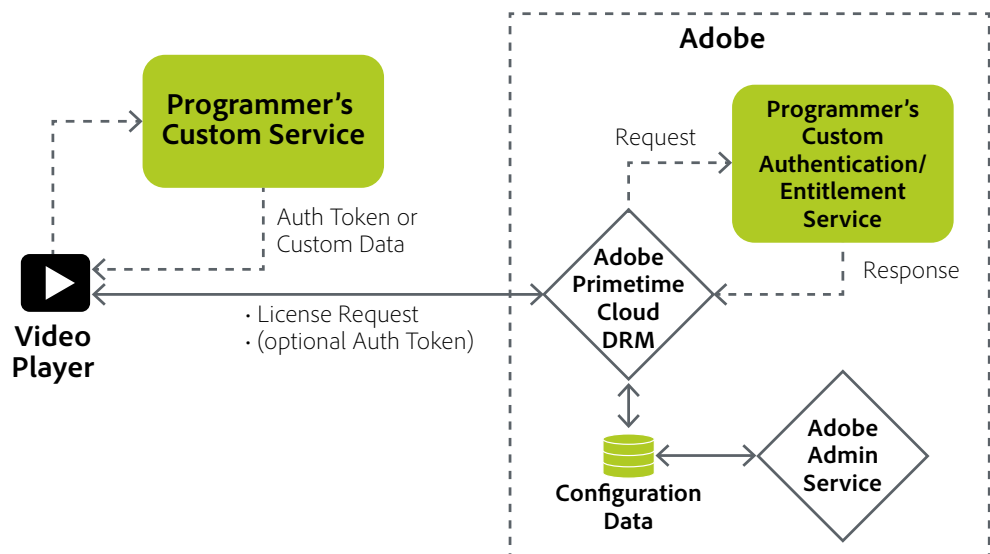 Adobe
Programmer's
Custom Service
Programmer's
Custom
Authentication/
Entitlement
Service
Request
Auth Token or
Custom Data
Adobe
Primetime
Cloud
DRM
Response
· License Request
· (optional Auth Token)
Video
Player
Adobe
Admin
Service
Configuration
Data